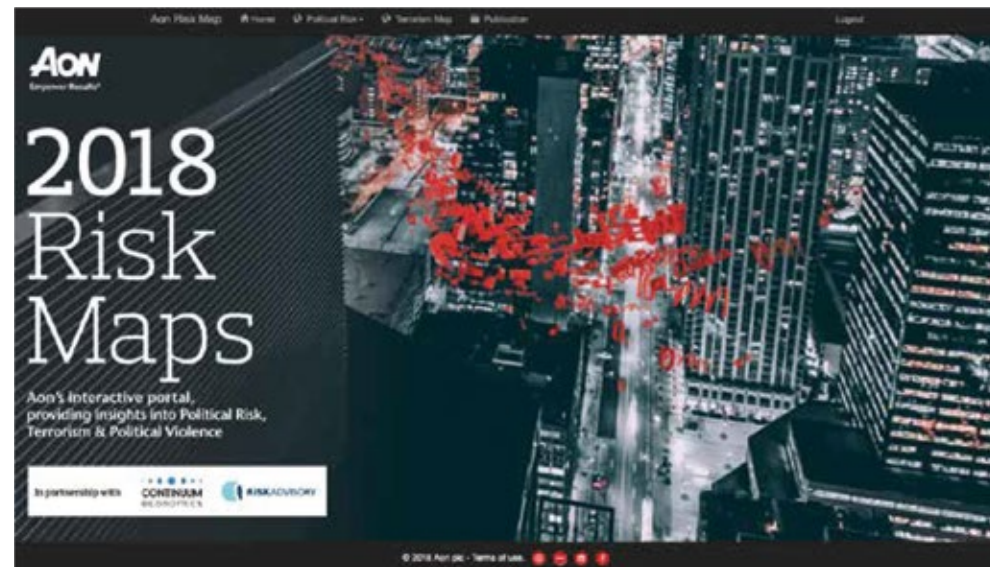 Aon Risk Map Home Political Risk Terrorism Map Publication Logout
AON
Empower Results®
2018
Risk
Maps
Aon's interactive portal,
providing insights into Political Risk,
Terrorism & Political Violence
In partnership with CONTINUUM ECONOMICS RISKADVISORY
© 2018 Aon plc - Terms of use.